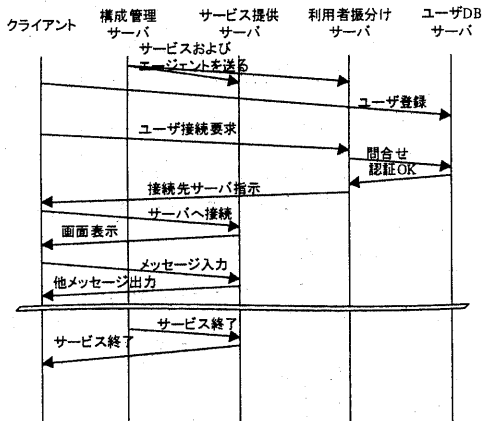 クライアント
構成管理
サーバ
サービス提供
サーバ
利用者振分け
サーバ
ユーザDB
サーバ
サービスおよび
エージェントを送る
ユーザ登録
ユーザ接続要求
問合せ
認証OK
接続先サーバ指示
サーバへ接続
画面表示
メッセージ入力
他メッセージ出力
サービス終了
サービス終了